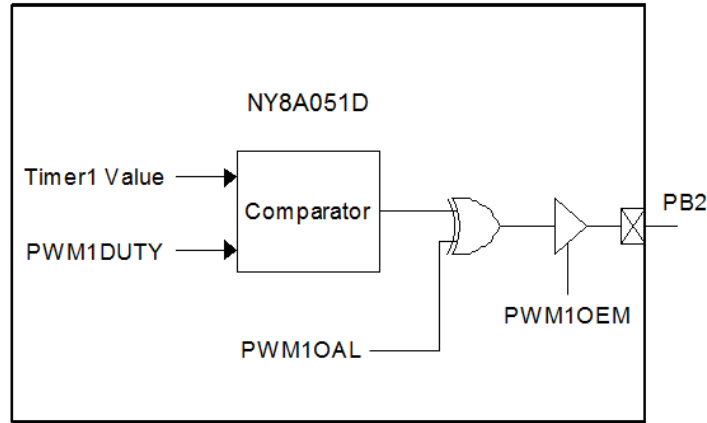 NY8A051D
Timer1 Value
Comparator
PB2
PWM1DUTY
PWM1OEM
PWM1OAL